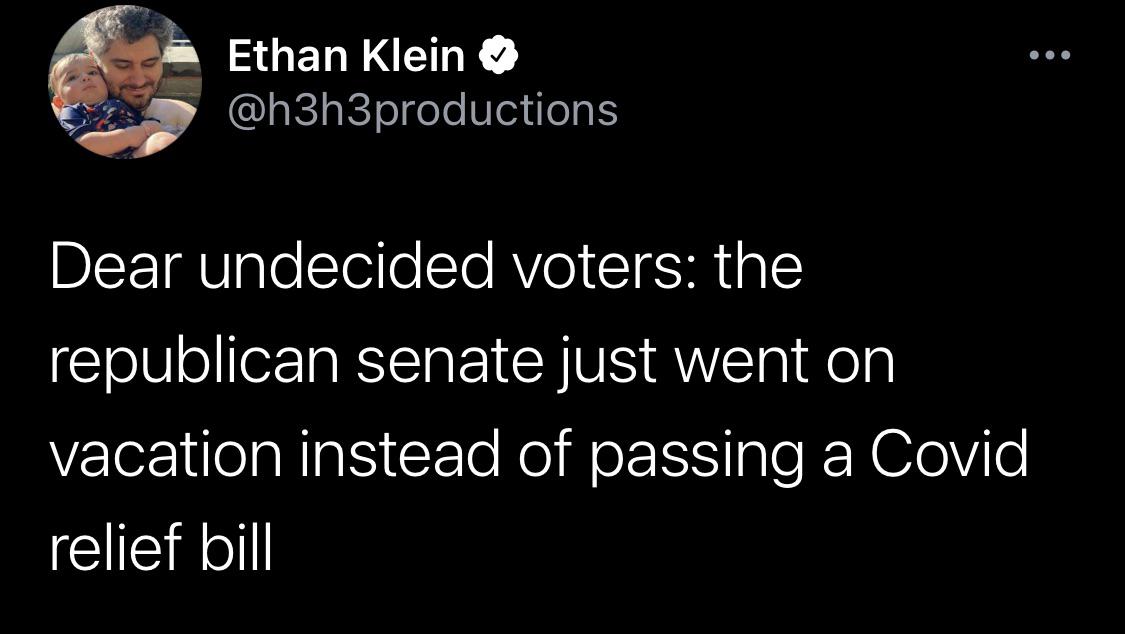 Ethan Klein
@h3h3productions
Dear undecided voters: the
republican senate just went on
vacation instead of passing a Covid
relief bill